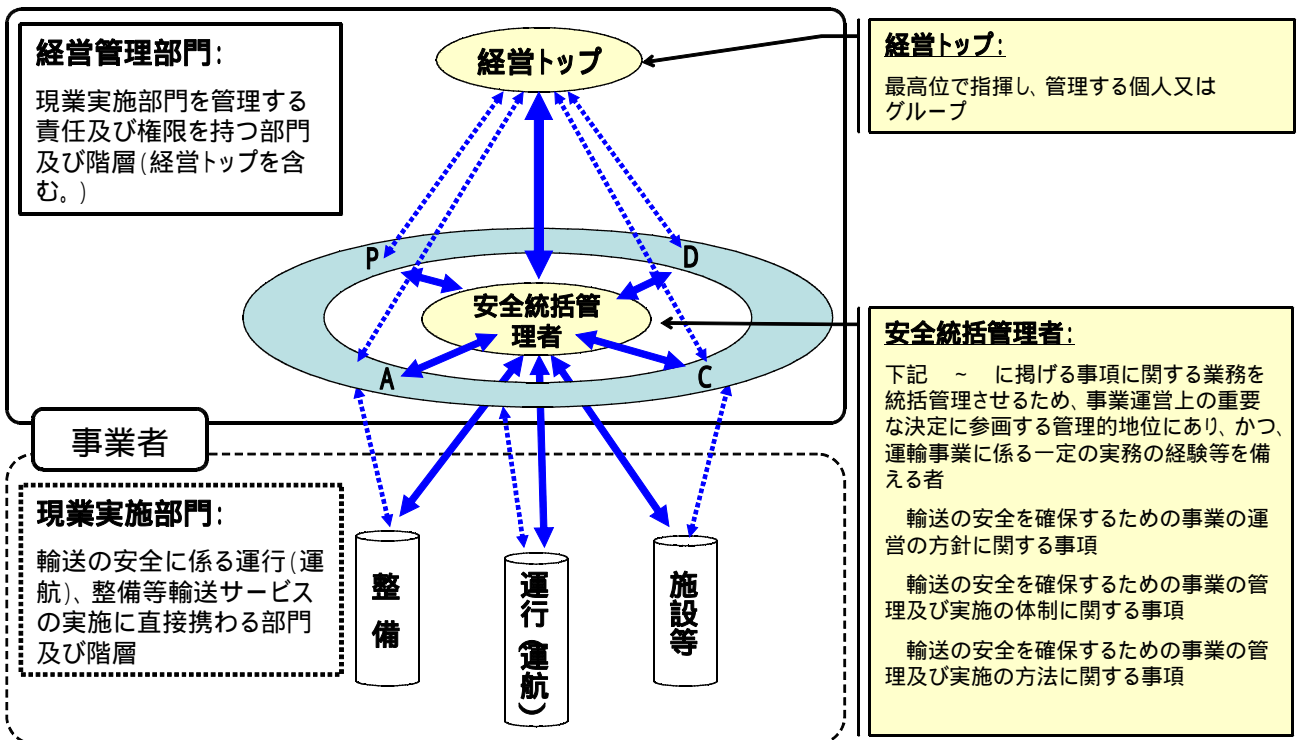 経営管理部門:
現業実施部門を管理する
責任及び権限を持つ部門
及び階層(経営トップを含
む。)
経営トップ
経営トップ:
最高位で指揮し、管理する個人又は
グループ
P
D
安全統括管
理者
A
C
安全統括管理者:
下記　~　に掲げる事項に関する業務を
統括管理させるため、事業運営上の重要
な決定に参画する管理的地位にあり、かつ、
運輸事業に係る一定の実務の経験等を備
える者
輸送の安全を確保するための事業の運
営の方針に関する事項
輸送の安全を確保するための事業の管
理及び実施の体制に関する事項
輸送の安全を確保するための事業の管
理及び実施の方法に関する事項
事業者
現業実施部門:
輸送の安全に係る運行(運
航)、整備等輸送サービス
の実施に直接携わる部門
及び階層
整備
運行(運航)
施設等